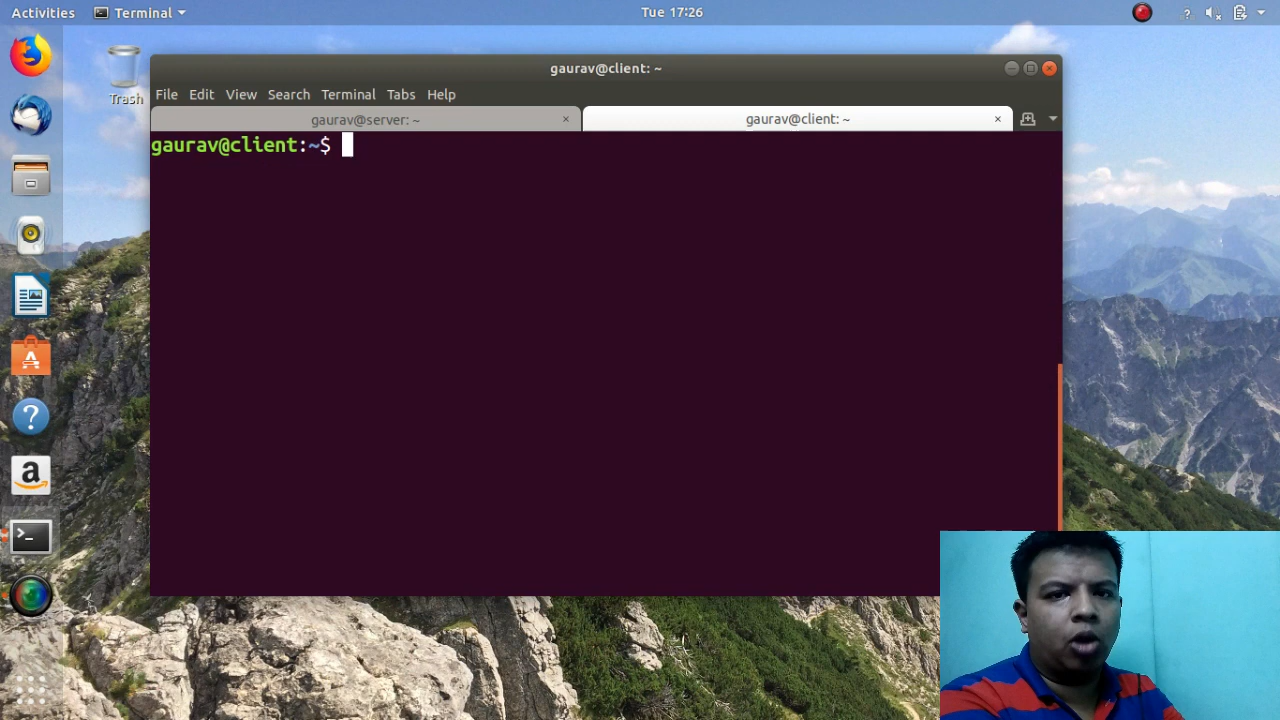 Activities Terminal Tue 17:26
Trash
gaurav@client: ~
File Edit View Search Terminal Tabs Help
gaurav@server: ~ × gaurav@client: ~ ×
gaurav@client:~$